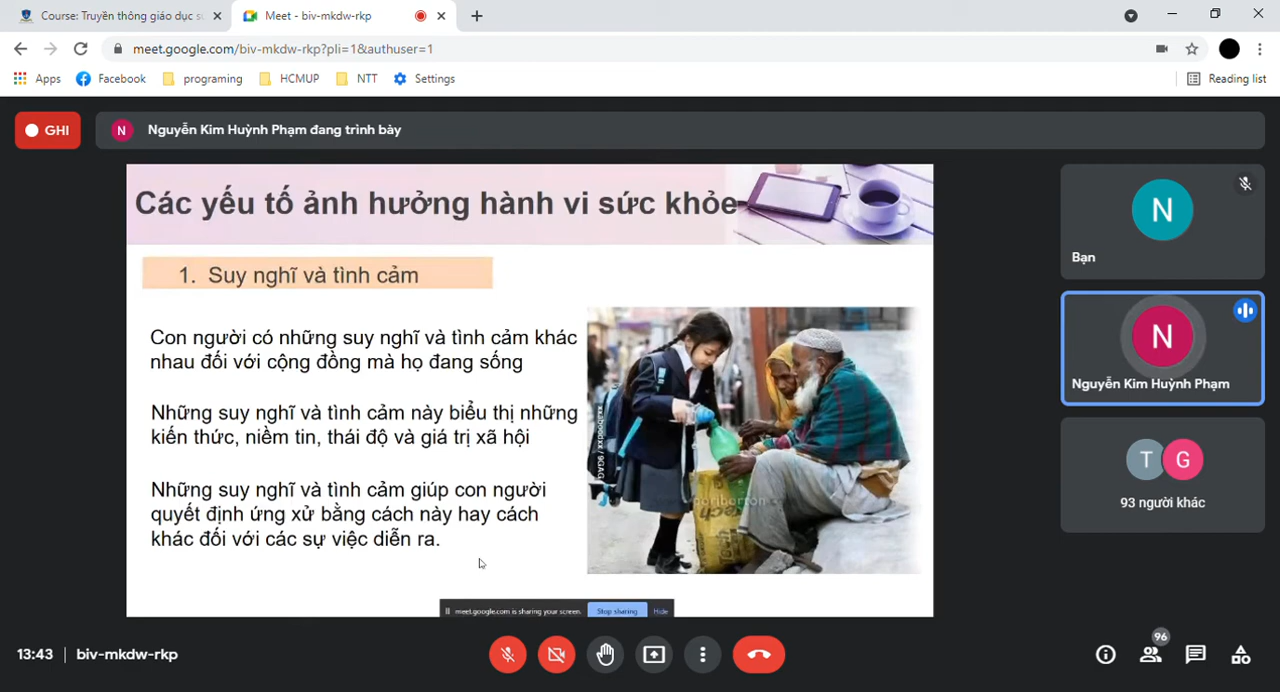 Course: Truyền thông giáo dục sứ
Meet - biv-mkdw-rkp
meet.google.com/biv-mkdw-rkp?pli=1&authuser=1
Apps
Facebook
programing
HCMUP
NTT
Settings
Reading list
GHI
N
Nguyễn Kim Huỳnh Phạm đang trình bày
Các yếu tố ảnh hưởng hành vi sức khỏe
1. Suy nghĩ và tình cảm
Con người có những suy nghĩ và tình cảm khác
nhau đối với cộng đồng mà họ đang sống
Những suy nghĩ và tình cảm này biểu thị những
kiến thức, niềm tin, thái độ và giá trị xã hội
Những suy nghĩ và tình cảm giúp con người
quyết định ứng xử bằng cách này hay cách
khác đối với các sự việc diễn ra.
meet.google.com is sharing your screen.
Stop sharing
Hide
N
Bạn
N
Nguyễn Kim Huỳnh Phạm
T
G
93 người khác
13:43
biv-mkdw-rkp
96